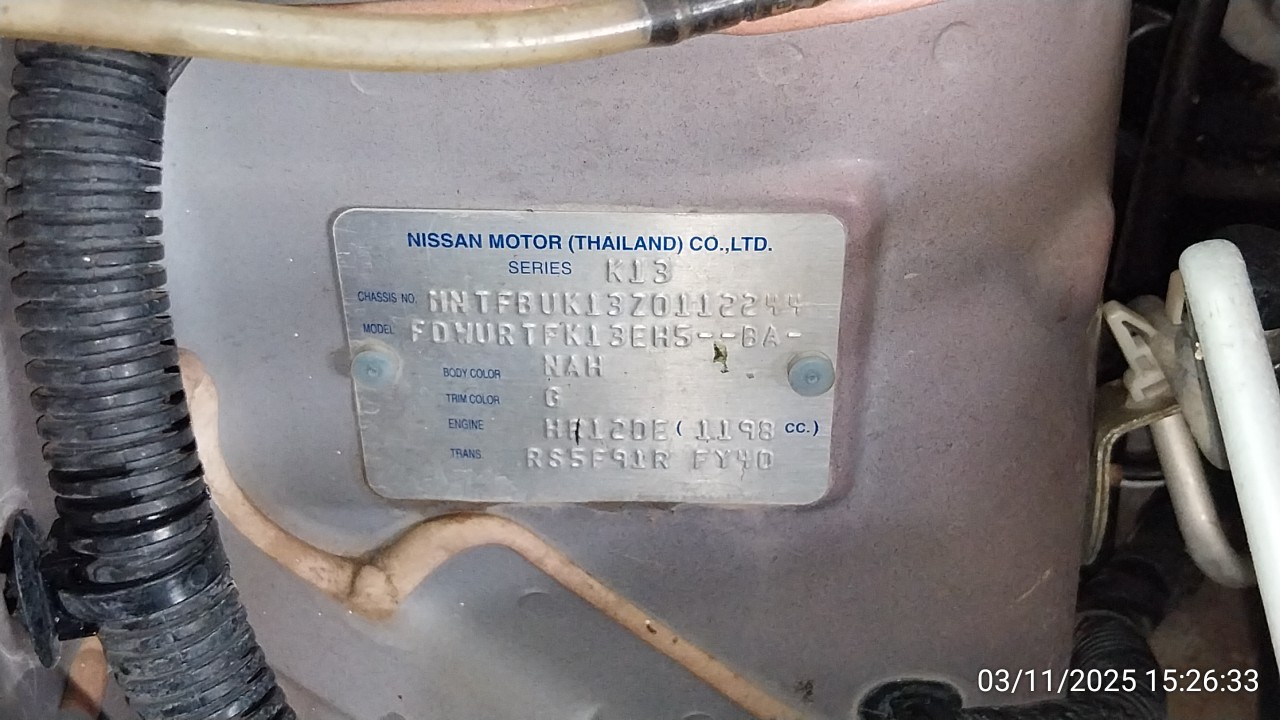 NISSAN MOTOR (THAILAND) CO.,LTD.
SERIES K13
CHASSIS NO. MNTFBUK13Z0112244
MODEL FDWURTFK13EH5--BA-
BODY COLOR NAH
TRIM COLOR G
ENGINE HR12DE ( 1198 CC.)
TRANS. RS5F91R FY40
03/11/2025 15:26:33